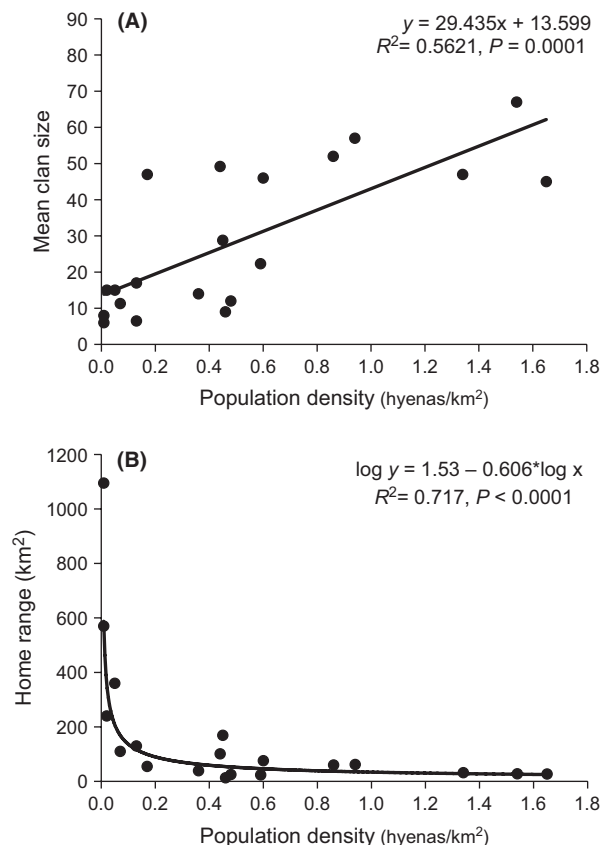 (A)
y = 29.435x + 13.599
R² = 0.5621, P = 0.0001
Mean clan size
90
80
70
60
50
40
30
20
10
0
0.0 0.2 0.4 0.6 0.8 1.0 1.2 1.4 1.6 1.8
Population density (hyenas/km²)
(B)
log y = 1.53 – 0.606*log x
R² = 0.717, P < 0.0001
Home range (km²)
1200
1000
800
600
400
200
0
0.0 0.2 0.4 0.6 0.8 1.0 1.2 1.4 1.6 1.8
Population density (hyenas/km²)